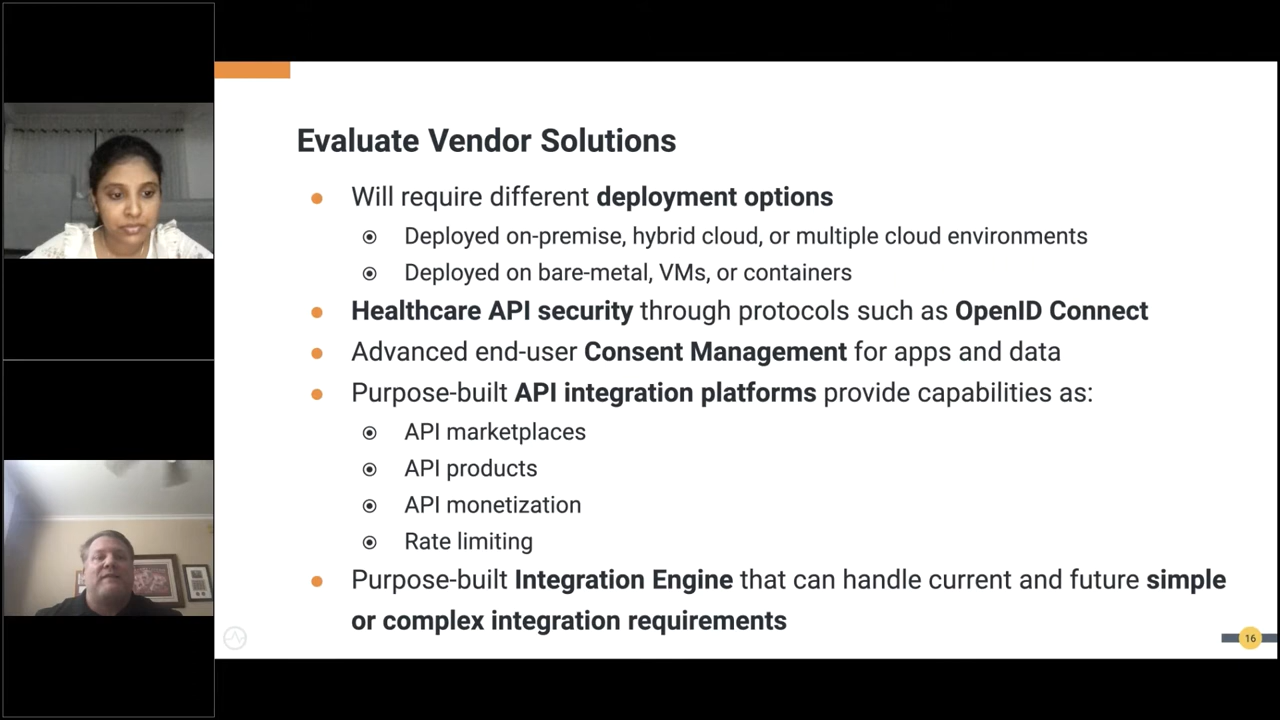 Evaluate Vendor Solutions
Will require different deployment options
Deployed on-premise, hybrid cloud, or multiple cloud environments
Deployed on bare-metal, VMs, or containers
Healthcare API security through protocols such as OpenID Connect
Advanced end-user Consent Management for apps and data
Purpose-built API integration platforms provide capabilities as:
API marketplaces
API products
API monetization
Rate limiting
Purpose-built Integration Engine that can handle current and future simple
or complex integration requirements
16